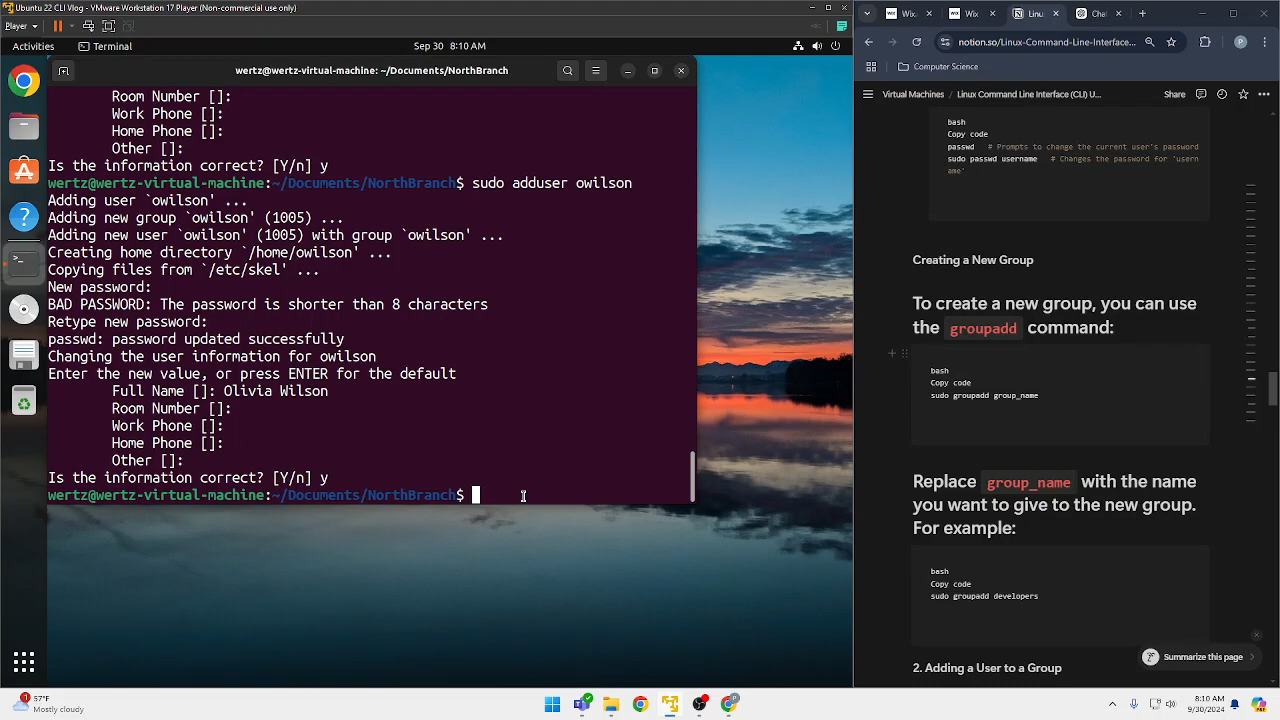 Ubuntu 22 CLI Vlog - VMware Workstation 17 Player (Non-commercial use only)
Player
Activities
Terminal
Sep 30 8:10 AM
wertz@wertz-virtual-machine: ~/Documents/NorthBranch
Room Number []:
Work Phone []:
Home Phone []:
Other []:
Is the information correct? [Y/n] y
wertz@wertz-virtual-machine:~/Documents/NorthBranch$ sudo adduser owilson
Adding user `owilson' ...
Adding new group `owilson' (1005) ...
Adding new user `owilson' (1005) with group `owilson' ...
Creating home directory `/home/owilson' ...
Copying files from `/etc/skel' ...
New password:
BAD PASSWORD: The password is shorter than 8 characters
Retype new password:
passwd: password updated successfully
Changing the user information for owilson
Enter the new value, or press ENTER for the default
Full Name []: Olivia Wilson
Room Number []:
Work Phone []:
Home Phone []:
Other []:
Is the information correct? [Y/n] y
wertz@wertz-virtual-machine:~/Documents/NorthBranch$
Wix
Wix
Linu
Cha
notion.so/Linux-Command-Line-Interface...
Computer Science
Virtual Machines / Linux Command Line Interface (CLI) U...
Share
bash
Copy code
passwd # Prompts to change the current user's password
sudo passwd username # Changes the password for 'usern
ame'
Creating a New Group
To create a new group, you can use
the groupadd command:
bash
Copy code
sudo groupadd group_name
Replace group_name with the name
you want to give to the new group.
For example:
bash
Copy code
sudo groupadd developers
Summarize this page
2. Adding a User to a Group
57°F
Mostly cloudy
8:10 AM
9/30/2024